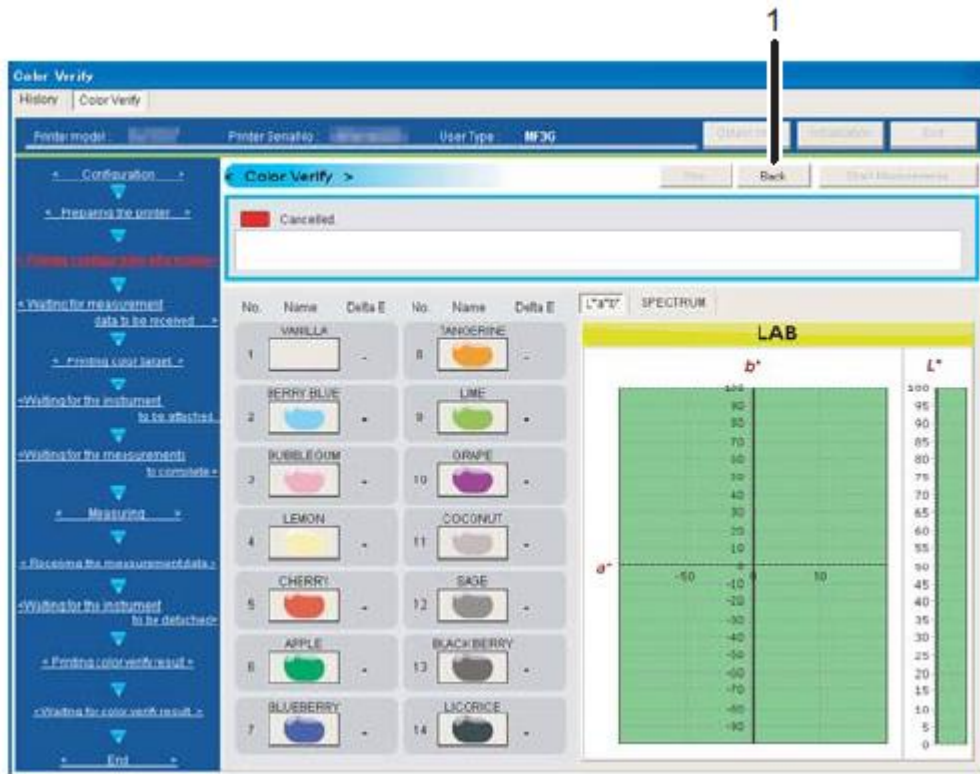 1
Color Verify
History Color Verify
Printer model: Printer Serial No. User Type: MF3G
End
< Configuration >
< Color Verify >
Back Start Measurements
< Preparing the printer >
Cancelled.
< Waiting for measurement
data to be received >
< Printing color target >
<Waiting for the instrument
to be attached
<Waiting for the measurements
to complete >
< Measuring >
< Receiving the measurement data >
<Waiting for the instrument
to be detached>
< Printing color verify result >
<Waiting for color verify result >
< End >
No. Name Delta E No. Name Delta E
VANILLA TANGERINE
1 - 8 -
BERRY BLUE LIME
2 - 9 -
BUBBLEGUM GRAPE
3 - 10 -
LEMON COCONUT
4 - 11 -
CHERRY SAGE
5 - 12 -
APPLE BLACKBERRY
6 - 13 -
BLUEBERRY LICORICE
7 - 14 -
L*a*b* SPECTRUM
LAB
b* L*
a*
100
90
80
70
60
50
40
30
20
10
-50 0 10
-10
-20
-30
-40
-50
-60
-70
-80
-90
100
95
90
85
80
75
70
65
60
55
50
45
40
35
30
25
20
15
10
5
0